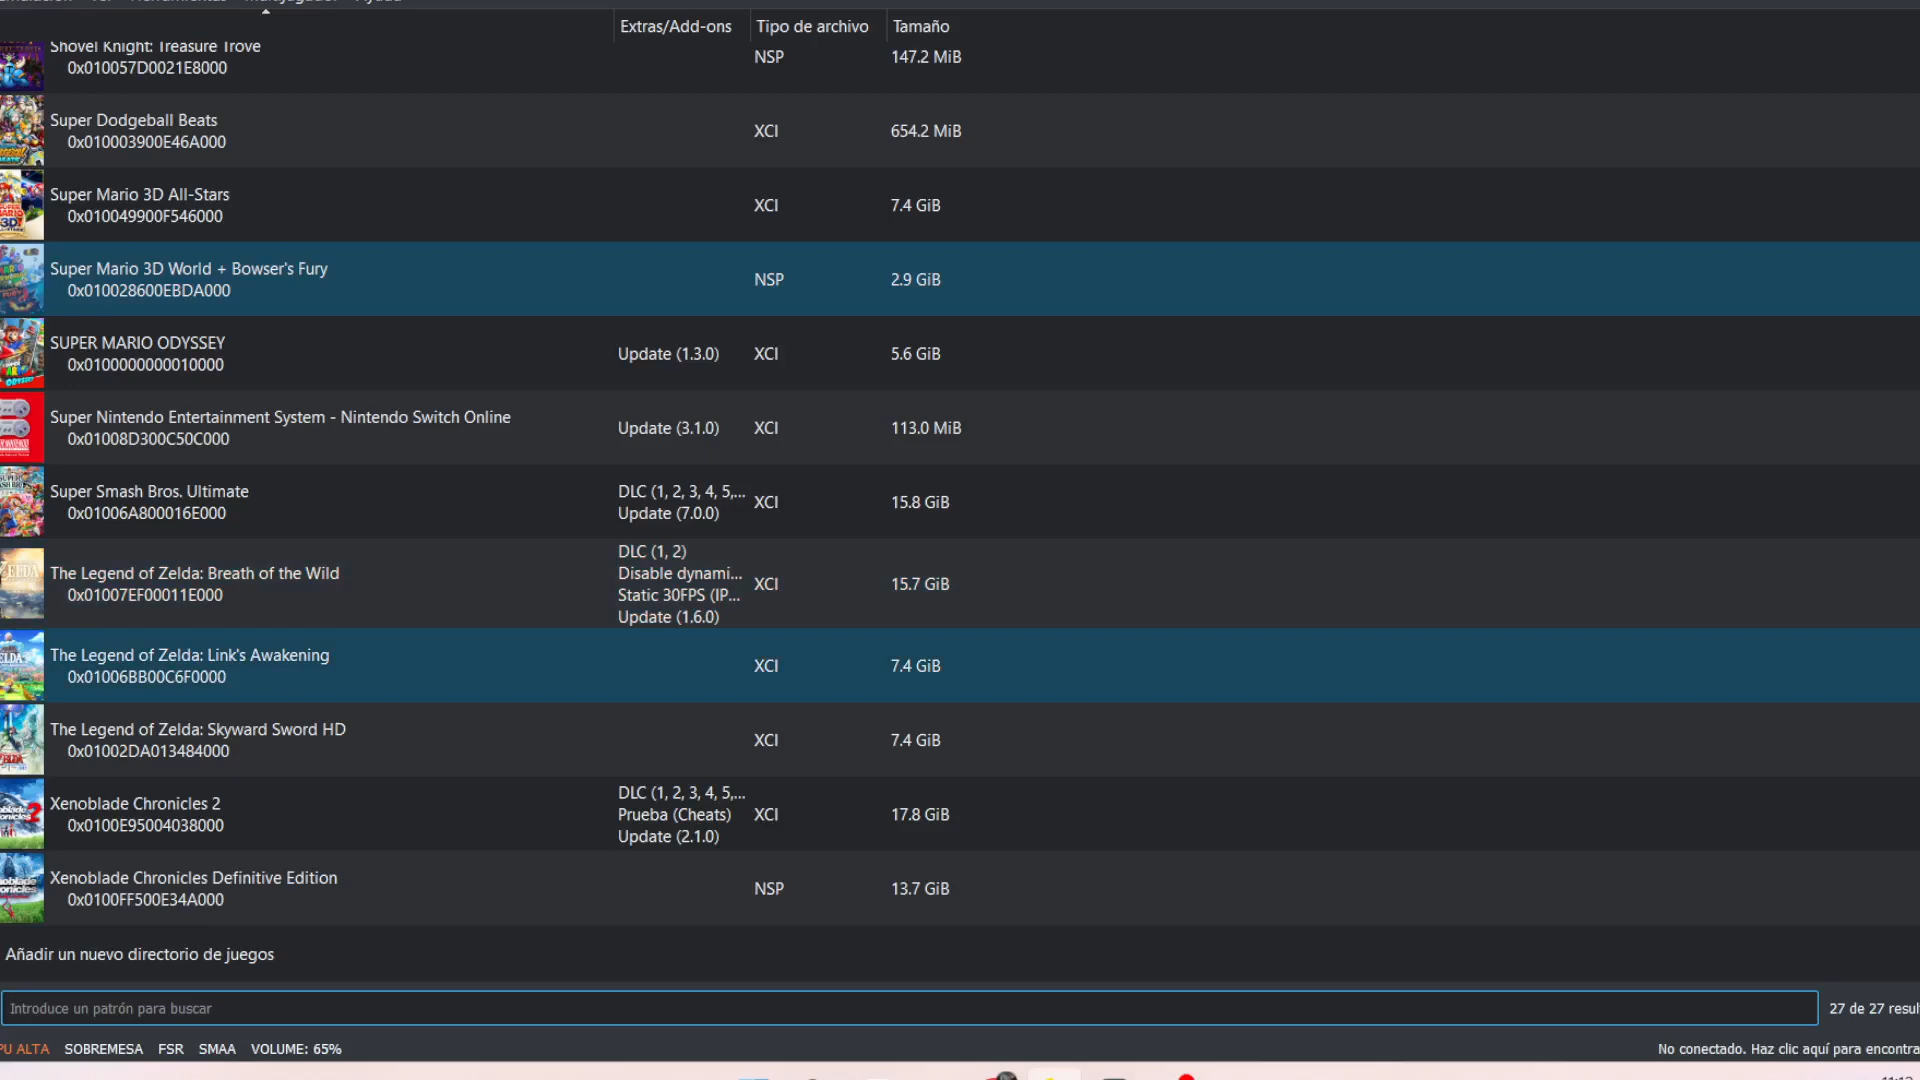 Herramientas Multijugador Ayuda
Extras/Add-ons Tipo de archivo Tamaño
Shovel Knight: Treasure Trove
0x010057D0021E8000
NSP 147.2 MiB
Super Dodgeball Beats
0x010003900E46A000
XCI 654.2 MiB
Super Mario 3D All-Stars
0x010049900F546000
XCI 7.4 GiB
Super Mario 3D World + Bowser's Fury
0x010028600EBDA000
NSP 2.9 GiB
SUPER MARIO ODYSSEY
0x0100000000010000
Update (1.3.0) XCI 5.6 GiB
Super Nintendo Entertainment System - Nintendo Switch Online
0x01008D300C50C000
Update (3.1.0) XCI 113.0 MiB
Super Smash Bros. Ultimate
0x01006A800016E000
DLC (1, 2, 3, 4, 5,...
Update (7.0.0)
XCI 15.8 GiB
The Legend of Zelda: Breath of the Wild
0x01007EF00011E000
DLC (1, 2)
Disable dynami...
Static 30FPS (IP...
Update (1.6.0)
XCI 15.7 GiB
The Legend of Zelda: Link's Awakening
0x01006BB00C6F0000
XCI 7.4 GiB
The Legend of Zelda: Skyward Sword HD
0x01002DA013484000
XCI 7.4 GiB
Xenoblade Chronicles 2
0x0100E95004038000
DLC (1, 2, 3, 4, 5,...
Prueba (Cheats)
Update (2.1.0)
XCI 17.8 GiB
Xenoblade Chronicles Definitive Edition
0x0100FF500E34A000
NSP 13.7 GiB
Añadir un nuevo directorio de juegos
Introduce un patrón para buscar
27 de 27 result
PU ALTA SOBREMESA FSR SMAA VOLUME: 65%
No conectado. Haz clic aquí para encontra